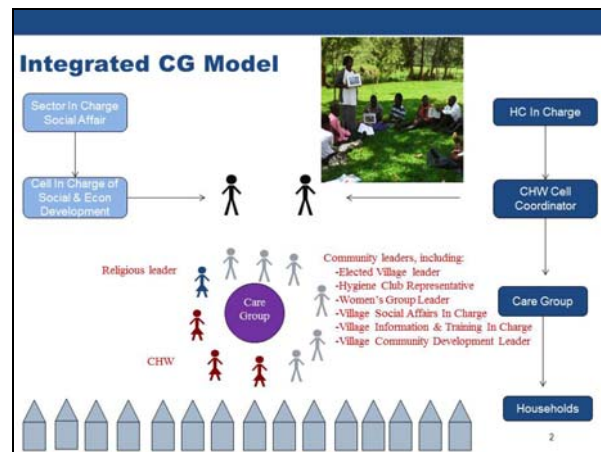 Integrated CG Model
Sector In Charge
Social Affair
HC In Charge
Cell In Charge of
Social & Econ
Development
CHW Cell
Coordinator
Religious leader
Community leaders, including:
-Elected Village leader
-Hygiene Club Representative
-Women's Group Leader
-Village Social Affairs In Charge
-Village Information & Training In Charge
-Village Community Development Leader
Care
Group
Care Group
CHW
Households
2